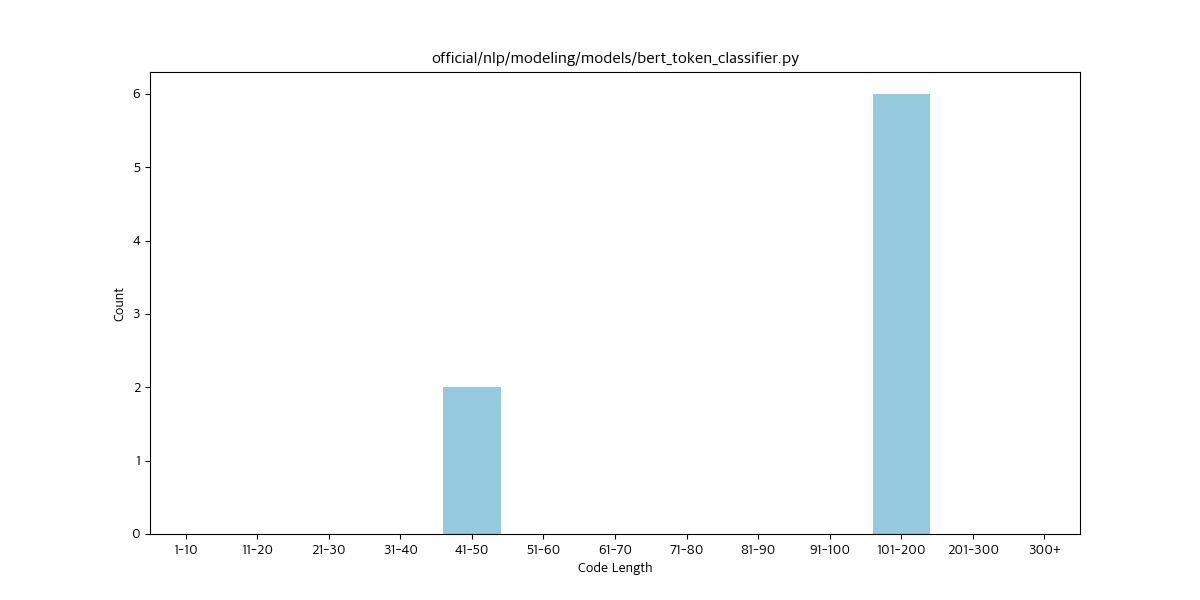 official/nlp/modeling/models/bert_token_classifier.py
6
5
4
3
2
1
0
Count
1-10 11-20 21-30 31-40 41-50 51-60 61-70 71-80 81-90 91-100 101-200 201-300 300+
Code Length